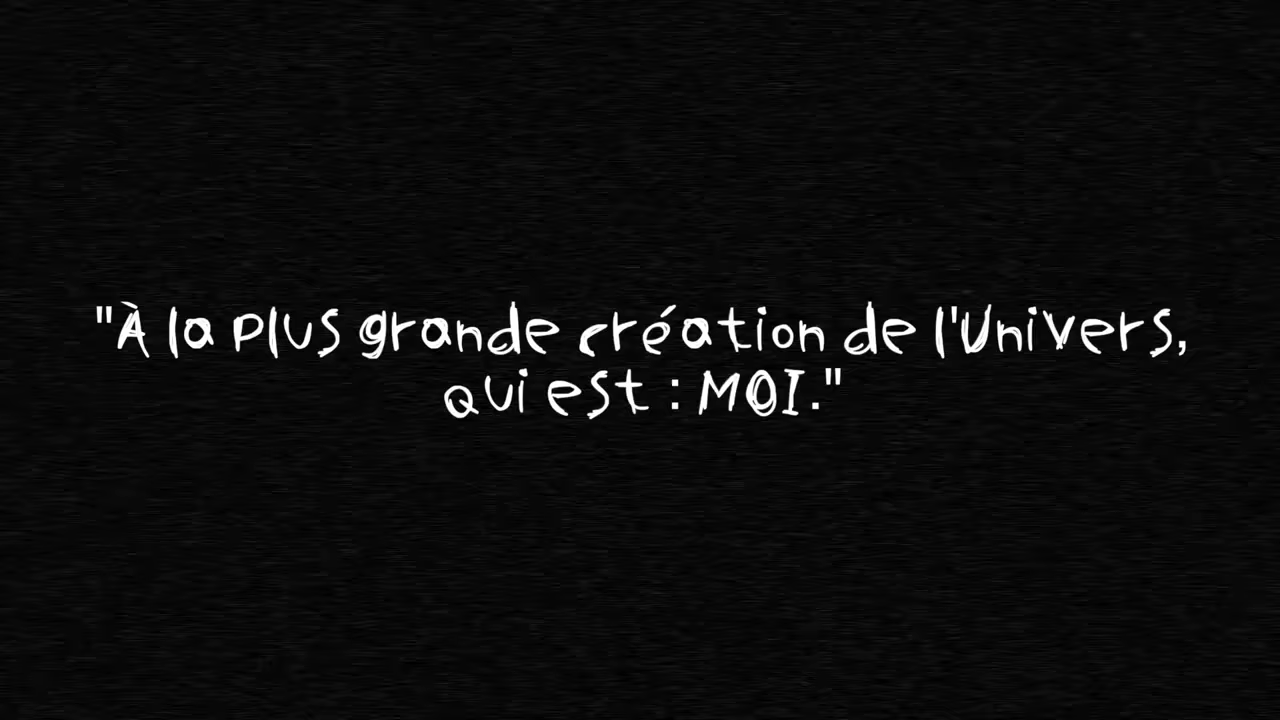 "À la plus grande création de l'Univers,
qui est : MOI."